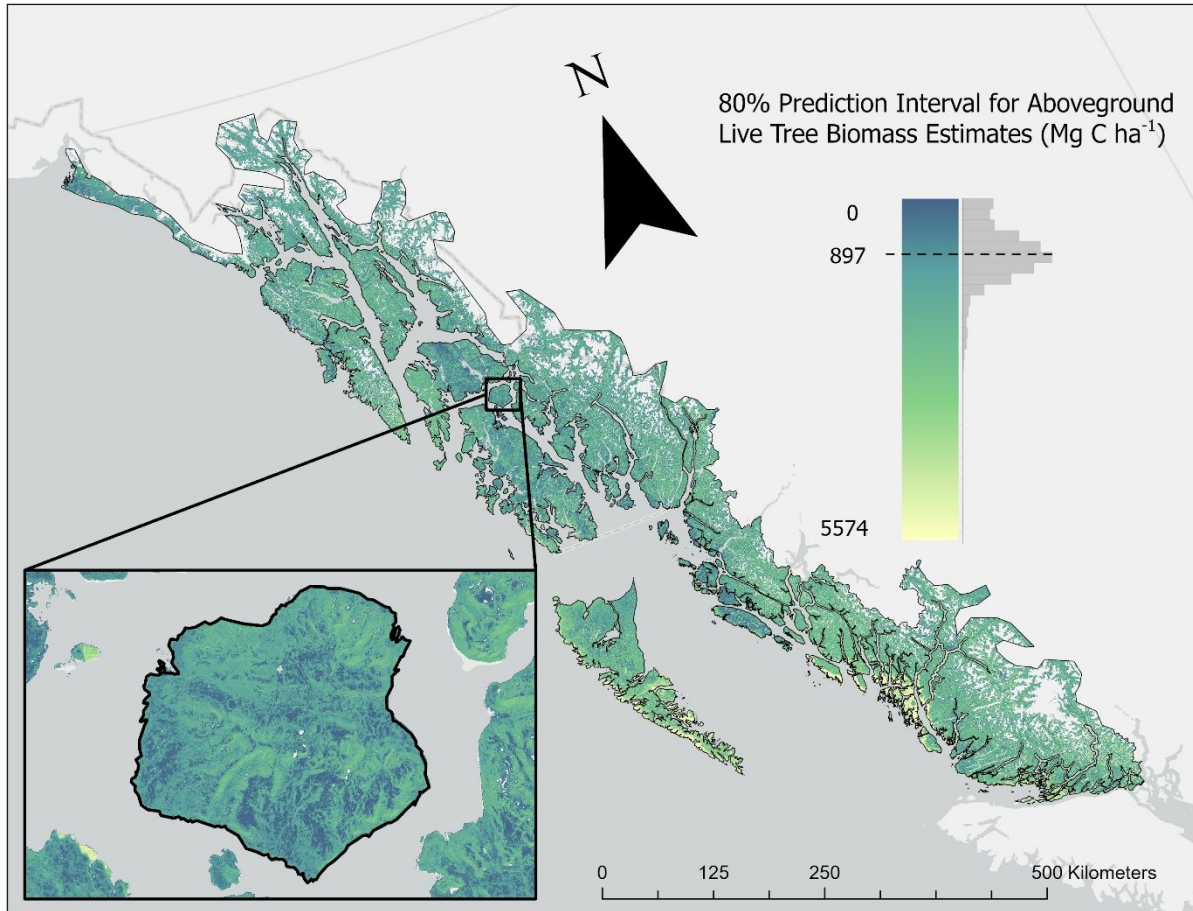 N
80% Prediction Interval for Aboveground
Live Tree Biomass Estimates (Mg C ha⁻¹)
0
897
5574
0 125 250 500 Kilometers